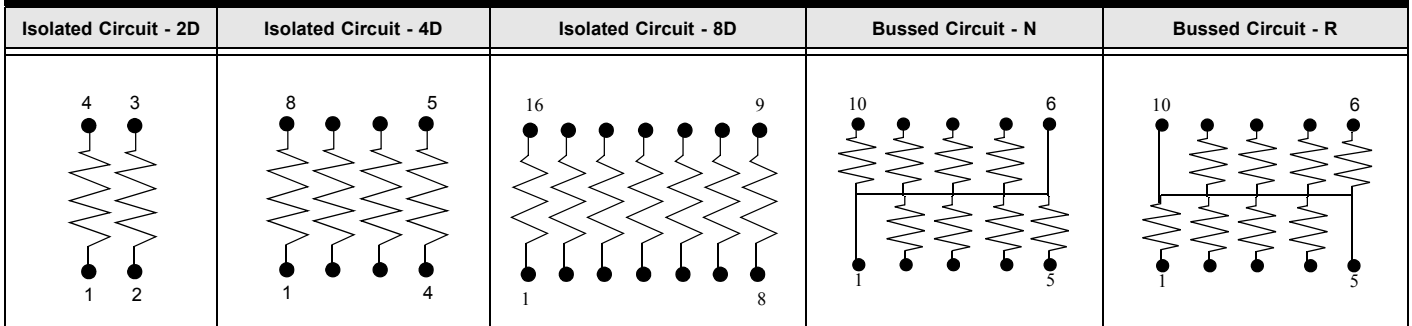 Isolated Circuit - 2D
Isolated Circuit - 4D
Isolated Circuit - 8D
Bussed Circuit - N
Bussed Circuit - R
4 3
1 2
8 5
1 4
16 9
1 8
10 6
1 5
10 6
1 5